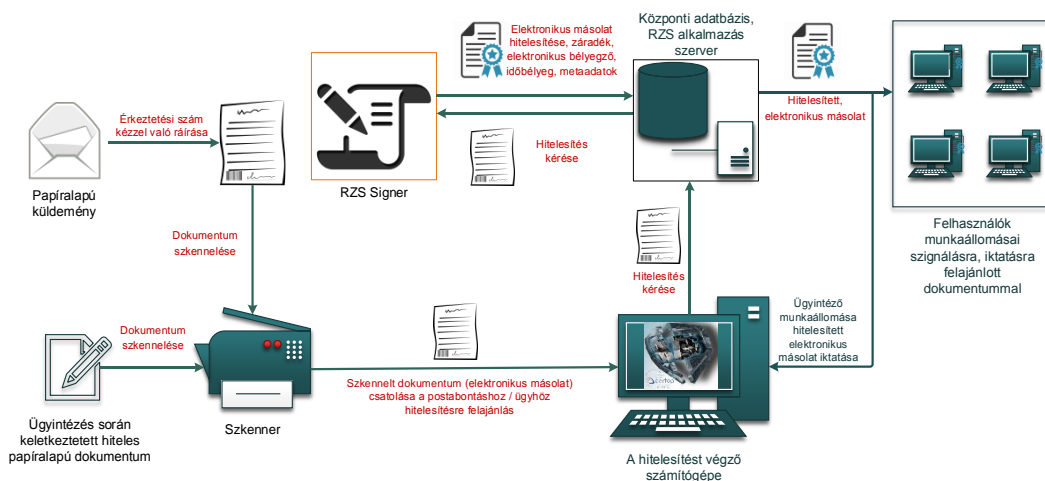 Elektronikus másolat
hitelesítése, záradék,
elektronikus bélyegző,
időbélyeg, metaadatok
Központi adatbázis,
RZS alkalmazás
szerver
Érkeztetési szám
kézzel való ráírása
Hitelesített,
elektronikus másolat
Hitelesítés
kérése
Papíralapú
küldemény
RZS Signer
Dokumentum
szkennelése
Hitelesítés
kérése
Felhasználók
munkaállomásai
szignálásra, iktatásra
felajánlott
dokumentummal
Ügyintéző
munkaállomása
hitelesített
elektronikus
másolat iktatása
Dokumentum
szkennelése
Szkennelt dokumentum (elektronikus másolat)
csatolása a postabontáshoz / ügyhöz
hitelesítésre felajánlás
certop
Ügyintézés során
keletkeztetett hiteles
papíralapú dokumentum
Szkenner
A hitelesítést végző
számítógépe